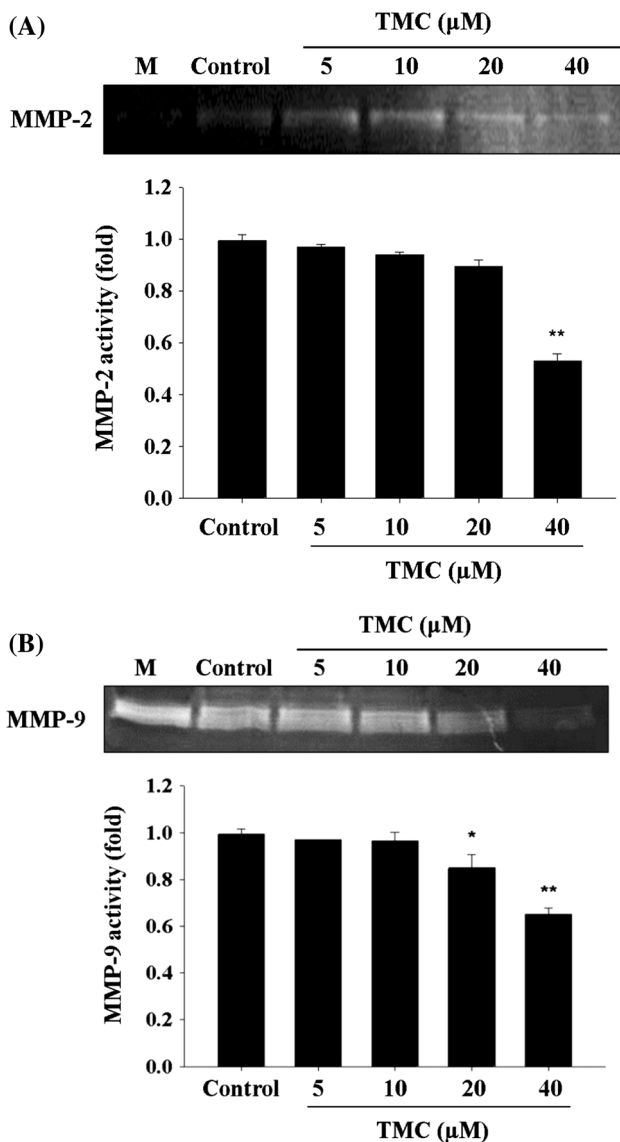 (A)
TMC (μM)
M Control 5 10 20 40
MMP-2
MMP-2 activity (fold)
1.2
1.0
0.8
0.6
0.4
0.2
0.0
**
Control 5 10 20 40
TMC (μM)
(B)
TMC (μM)
M Control 5 10 20 40
MMP-9
MMP-9 activity (fold)
1.2
1.0
0.8
0.6
0.4
0.2
0.0
*
**
Control 5 10 20 40
TMC (μM)